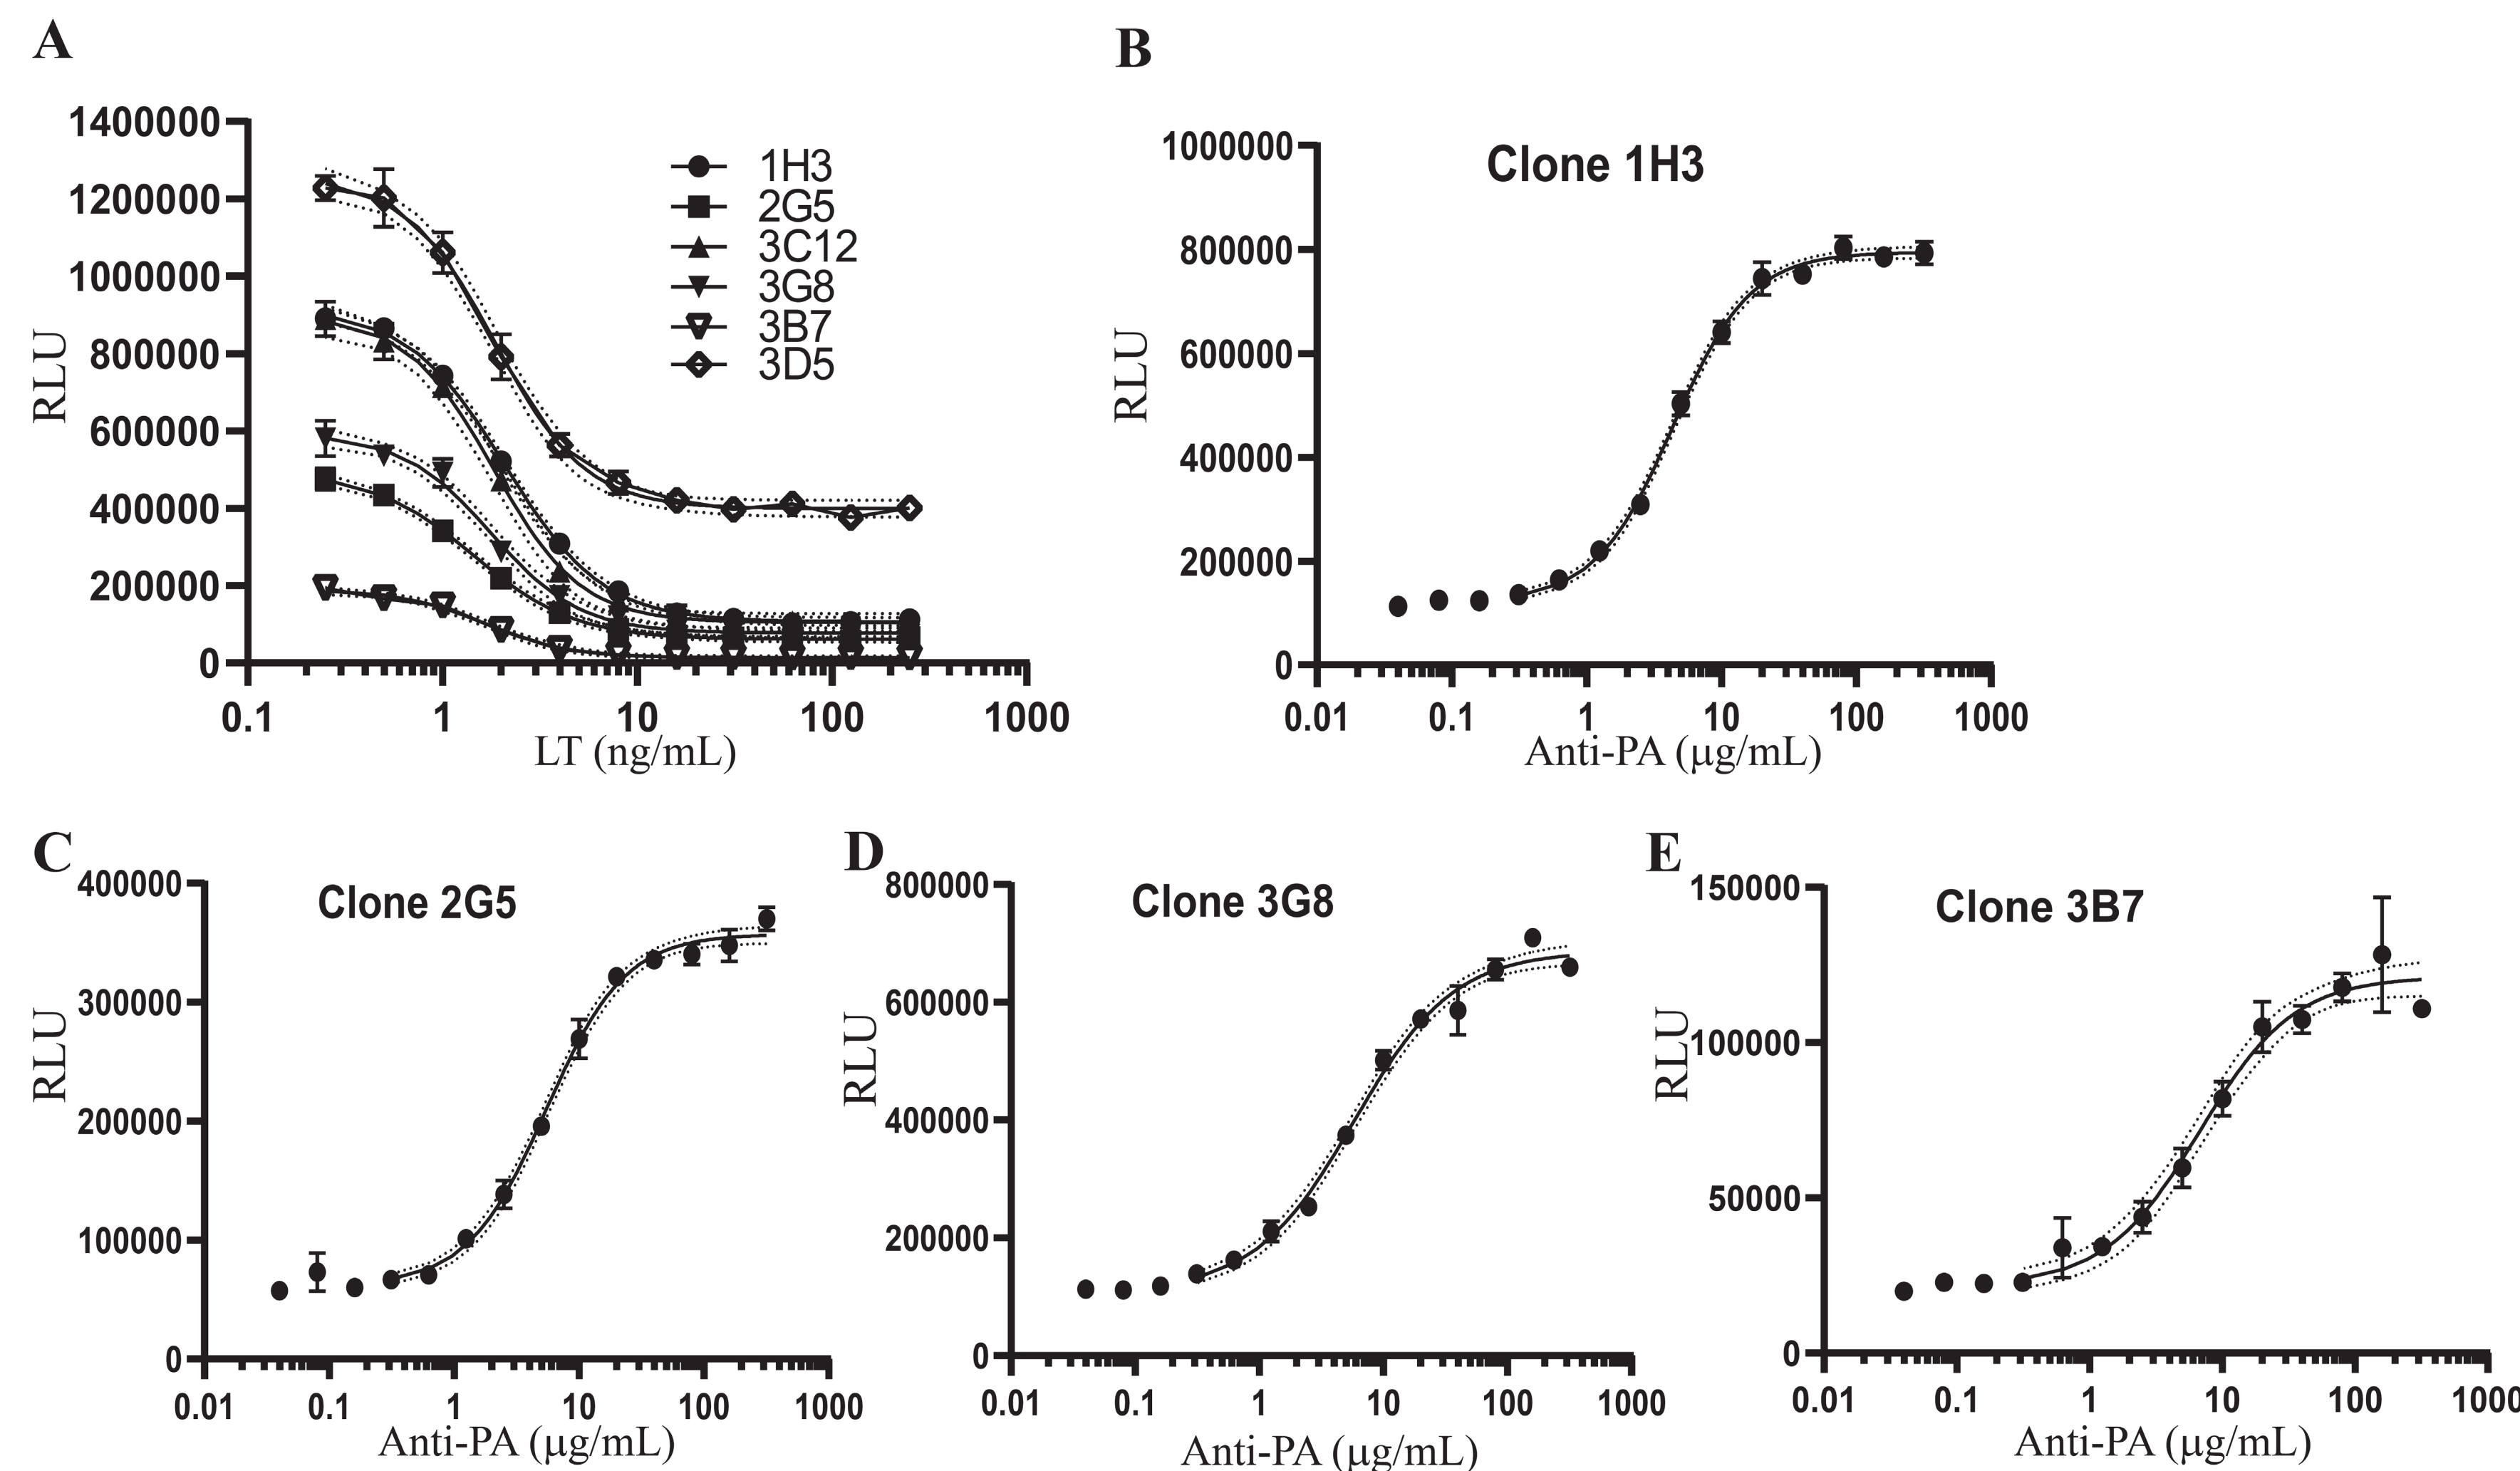 A
1400000
1200000
1000000
800000
600000
400000
200000
0
RLU
0.1 1 10 100 1000
LT (ng/mL)
1H3
2G5
3C12
3G8
3B7
3D5
B
Clone 1H3
1000000
800000
600000
400000
200000
0
RLU
0.01 0.1 1 10 100 1000
Anti-PA (µg/mL)
C
Clone 2G5
400000
300000
200000
100000
0
RLU
0.01 0.1 1 10 100 1000
Anti-PA (µg/mL)
D
Clone 3G8
800000
600000
400000
200000
0
RLU
0.01 0.1 1 10 100 1000
Anti-PA (µg/mL)
E
Clone 3B7
150000
100000
50000
0
RLU
0.01 0.1 1 10 100 1000
Anti-PA (µg/mL)